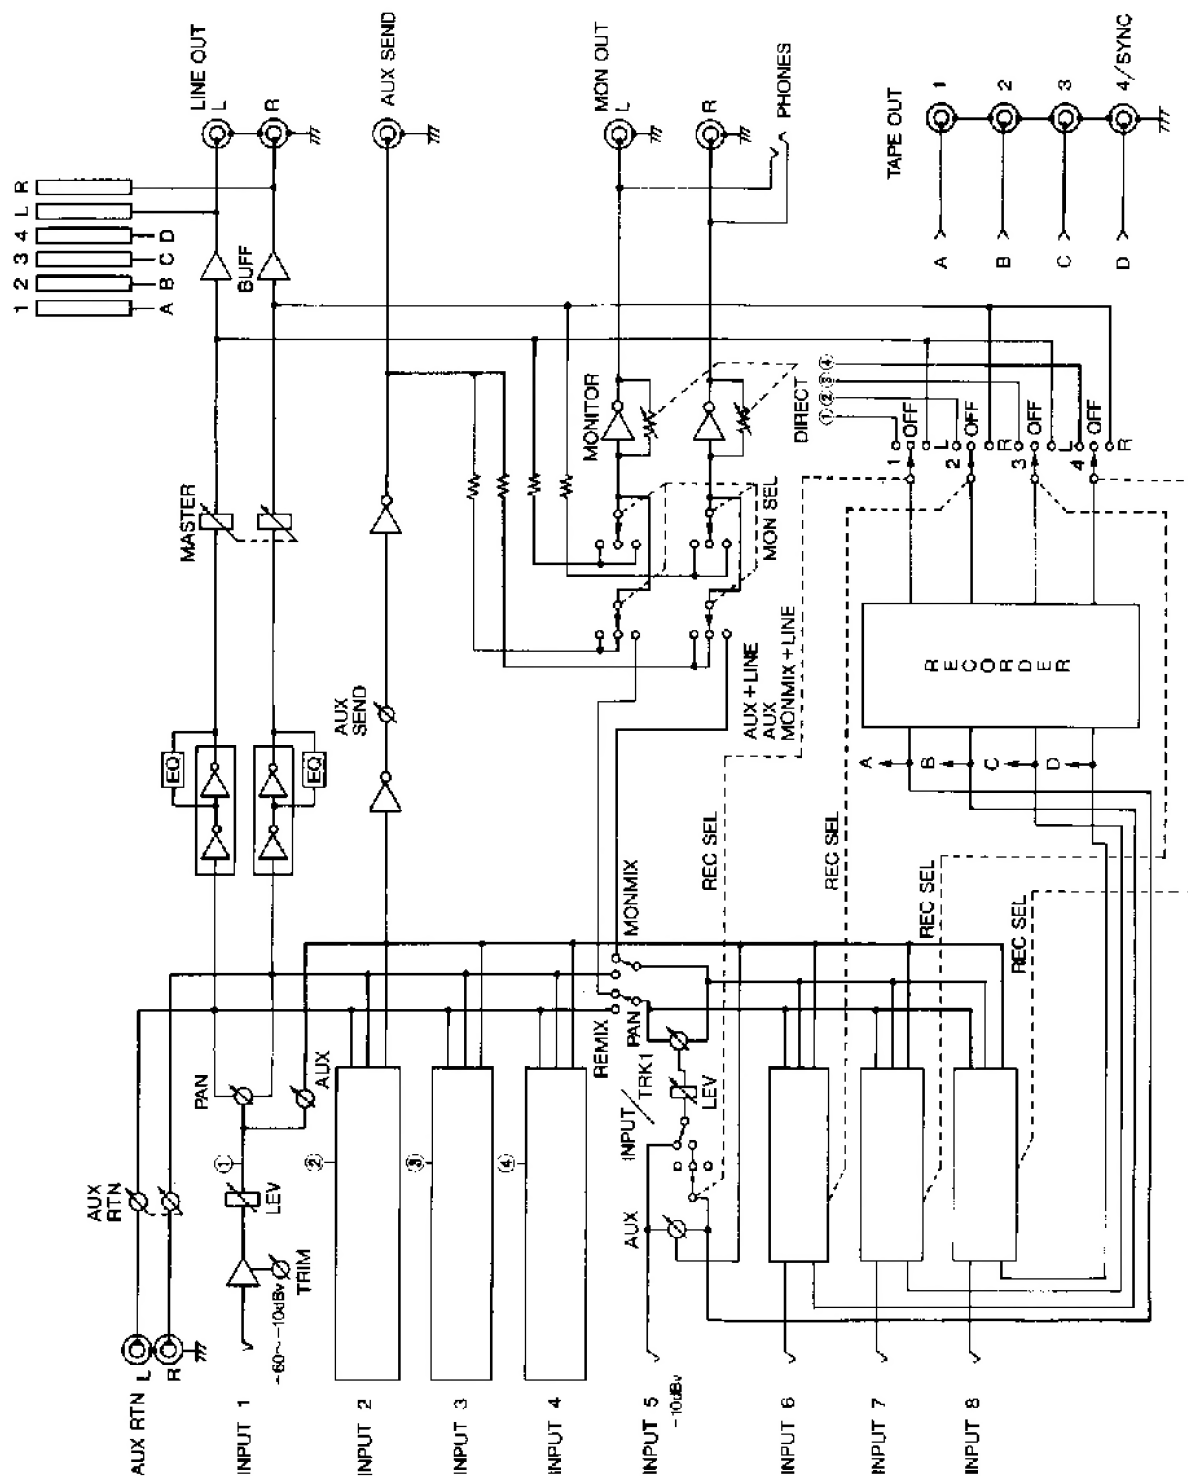 AUX RTN L
R
AUX
RTN
INPUT 1
-60~-10dBv
TRIM
LEV
①
PAN
AUX
INPUT 2
②
INPUT 3
③
INPUT 4
④
INPUT 5
-10dBv
AUX
INPUT/TRK1
LEV
PAN
REMIX
MONMIX
INPUT 6
INPUT 7
INPUT 8
REC SEL
REC SEL
REC SEL
REC SEL
EQ
EQ
MASTER
BUFF
1 2 3 4 L R
A B C D
LINE OUT
L
R
AUX
SEND
AUX SEND
MONITOR
MON SEL
AUX+LINE
AUX
MONMIX+LINE
MON OUT
L
R
PHONES
DIRECT
① ② ③ ④
1 OFF
L
2 OFF
R
3 OFF
L
4 OFF
R
RECORDER
A
B
C
D
TAPE OUT
A 1
B 2
C 3
D 4/SYNC